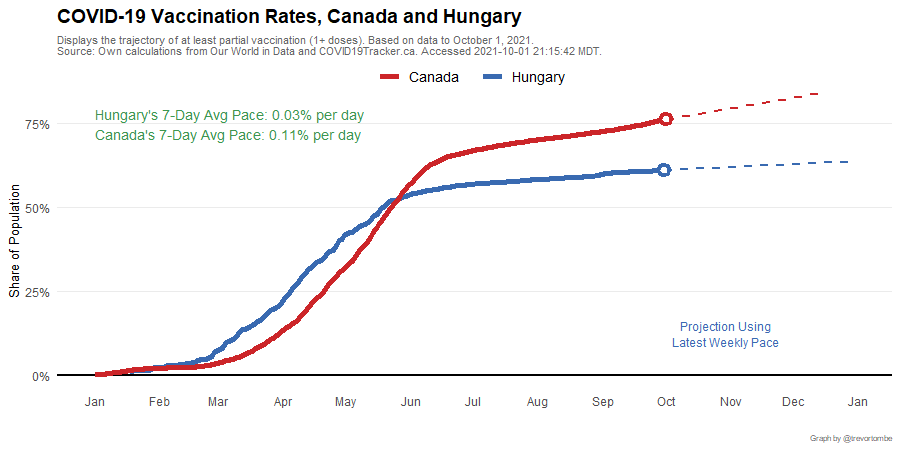 COVID-19 Vaccination Rates, Canada and Hungary
Displays the trajectory of at least partial vaccination (1+ doses). Based on data to October 1, 2021.
Source: Own calculations from Our World in Data and COVID19Tracker.ca. Accessed 2021-10-01 21:15:42 MDT.
Canada Hungary
Hungary's 7-Day Avg Pace: 0.03% per day
Canada's 7-Day Avg Pace: 0.11% per day
Share of Population
75%
50%
25%
0%
Projection Using
Latest Weekly Pace
Jan Feb Mar Apr May Jun Jul Aug Sep Oct Nov Dec Jan
Graph by @trevortombe